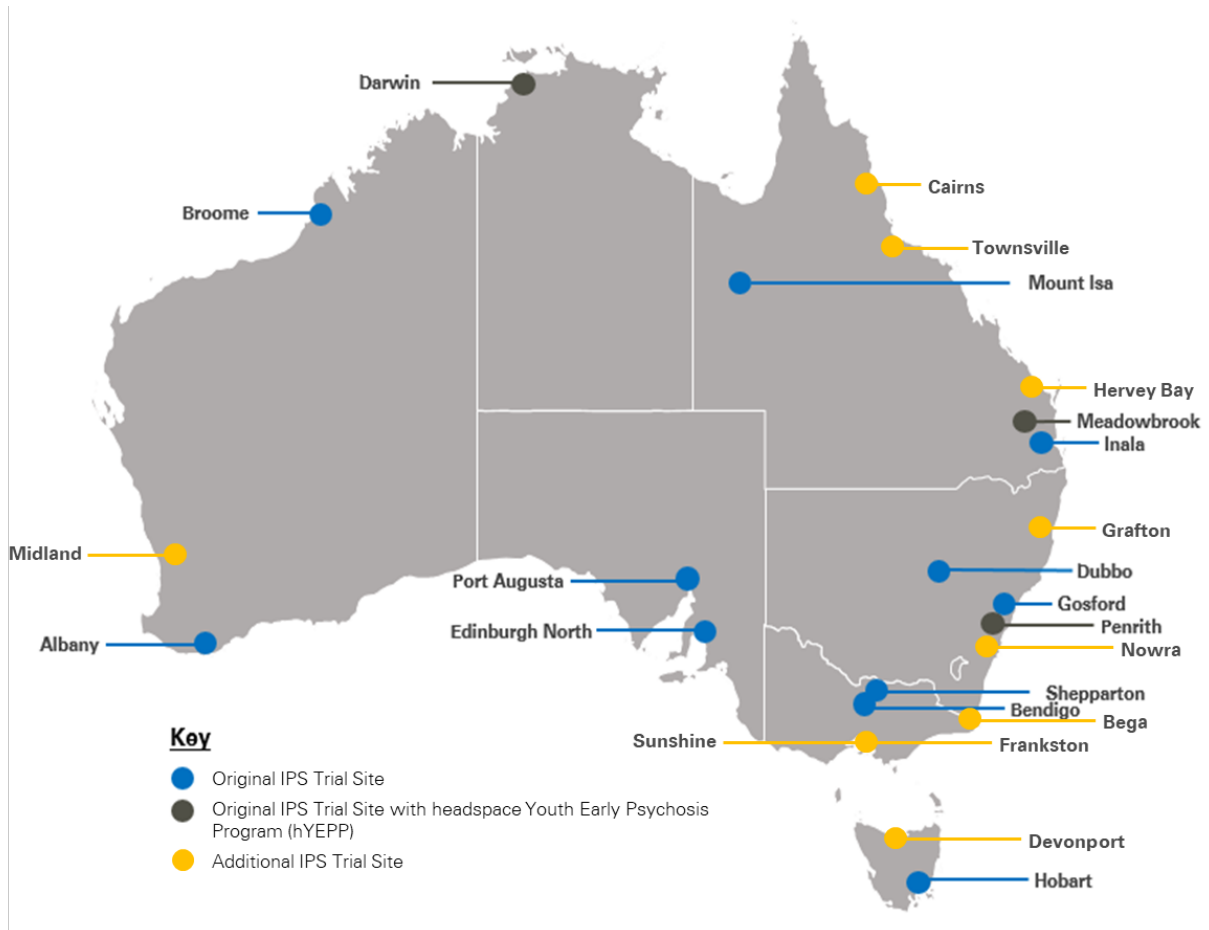 Darwin
Cairns
Broome
Townsville
Mount Isa
Hervey Bay
Meadowbrook
Inala
Grafton
Midland
Dubbo
Port Augusta
Gosford
Penrith
Edinburgh North
Albany
Nowra
Shepparton
Bendigo
Bega
Sunshine
Frankston
Key
Original IPS Trial Site
Original IPS Trial Site with headspace Youth Early Psychosis
Program (hYEPP)
Additional IPS Trial Site
Devonport
Hobart